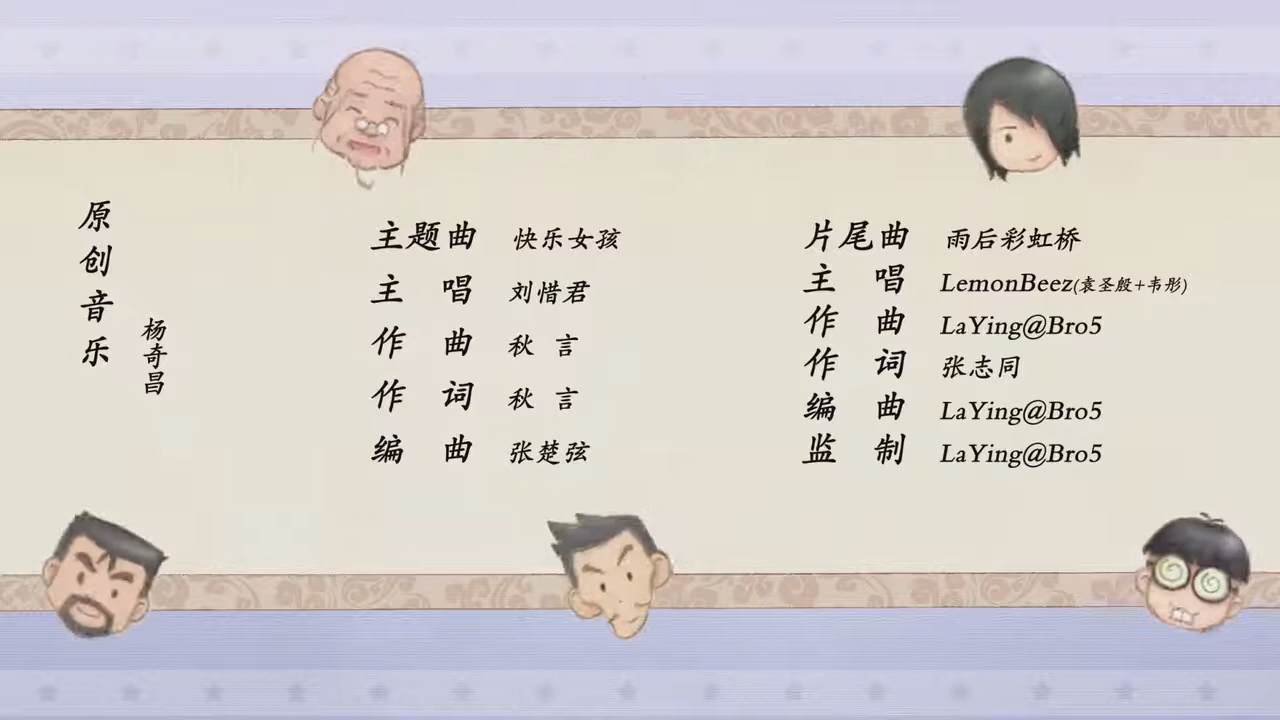 原创音乐
杨奇昌
主题曲 快乐女孩
主 唱 刘惜君
作 曲 秋 言
作 词 秋 言
编 曲 张楚弦
片尾曲 雨后彩虹桥
主 唱 LemonBeez(袁圣殷+韦彤)
作 曲 LaYing@Bro5
作 词 张志同
编 曲 LaYing@Bro5
监 制 LaYing@Bro5